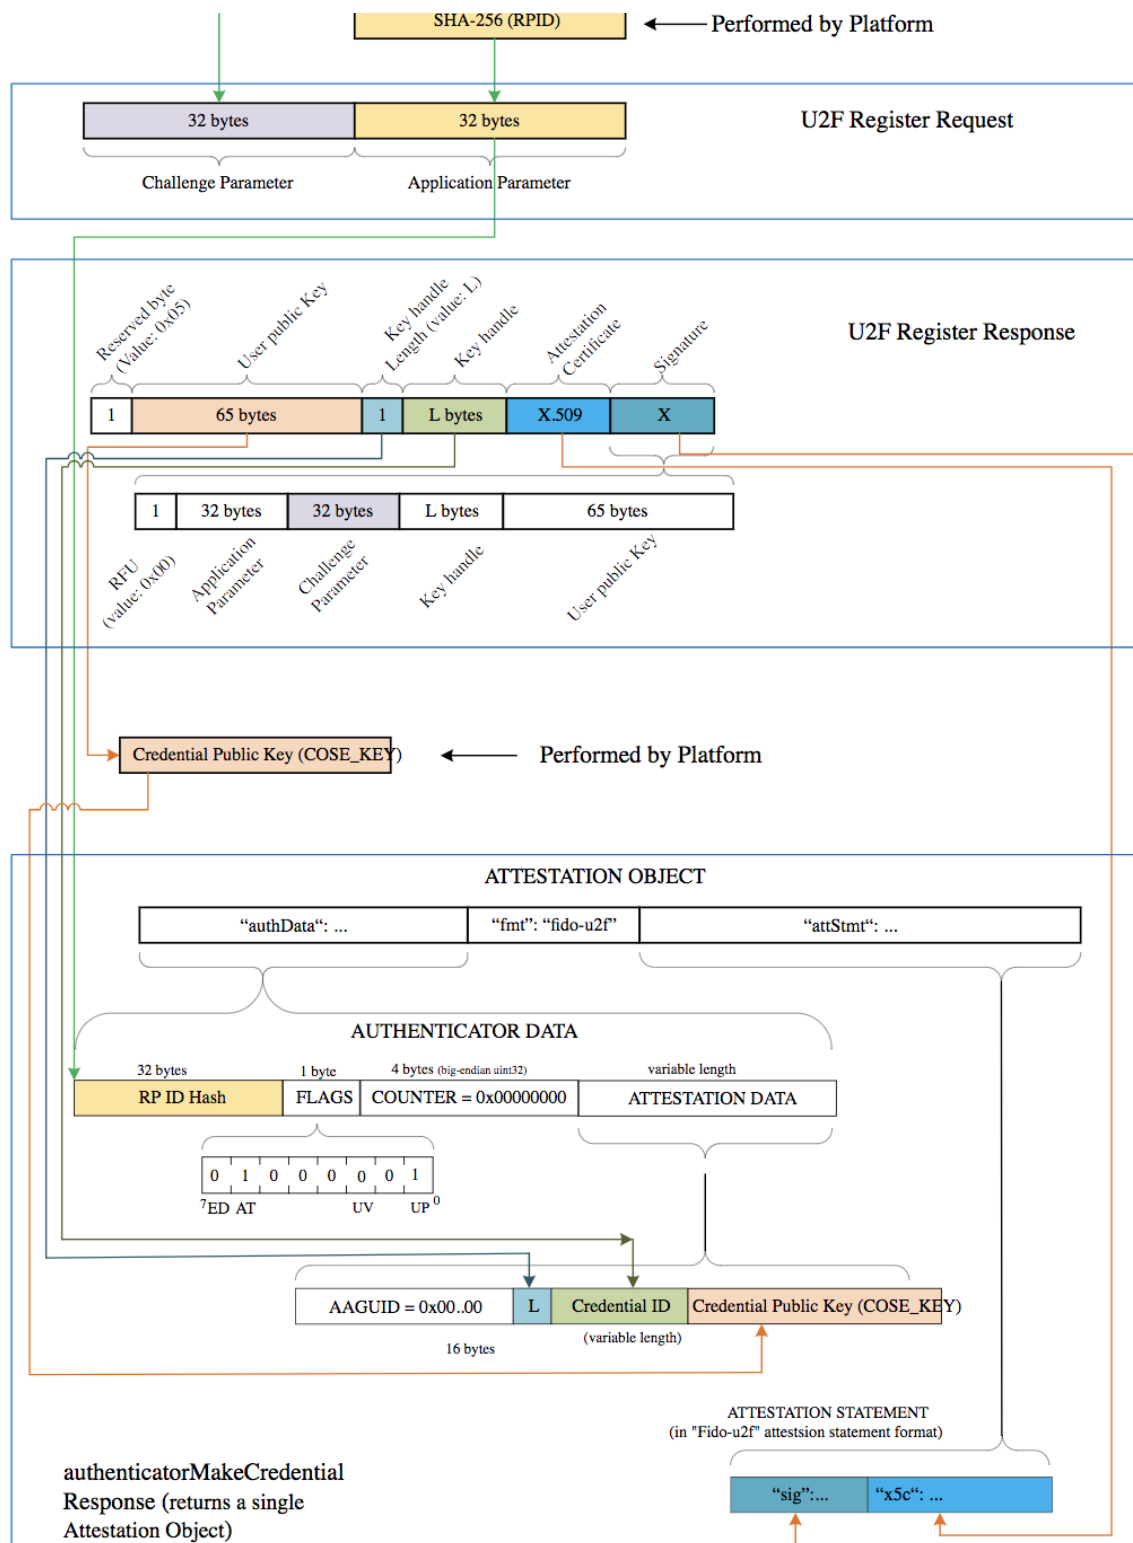 SHA-256 (RPID)
Performed by Platform
32 bytes
32 bytes
U2F Register Request
Challenge Parameter
Application Parameter
Reserved byte
(Value: 0x05)
User public Key
Key handle
Length (value: L)
Key handle
Attestation
Certificate
Signature
U2F Register Response
1
65 bytes
1
L bytes
X.509
X
1
32 bytes
32 bytes
L bytes
65 bytes
RFU
(value: 0x00)
Application
Parameter
Challenge
Parameter
Key handle
User public Key
Credential Public Key (COSE_KEY)
Performed by Platform
ATTESTATION OBJECT
“authData“: ...
“fmt”: “fido-u2f”
“attStmt“: ...
AUTHENTICATOR DATA
32 bytes
1 byte
4 bytes (big-endian uint32)
variable length
RP ID Hash
FLAGS
COUNTER = 0x00000000
ATTESTATION DATA
0 1 0 0 0 0 0 1
7 ED AT UV UP 0
AAGUID = 0x00..00
L
Credential ID
Credential Public Key (COSE_KEY)
16 bytes
(variable length)
ATTESTATION STATEMENT
(in "Fido-u2f" attestsion statement format)
authenticatorMakeCredential
Response (returns a single
Attestation Object)
“sig”:...
“x5c“: ...